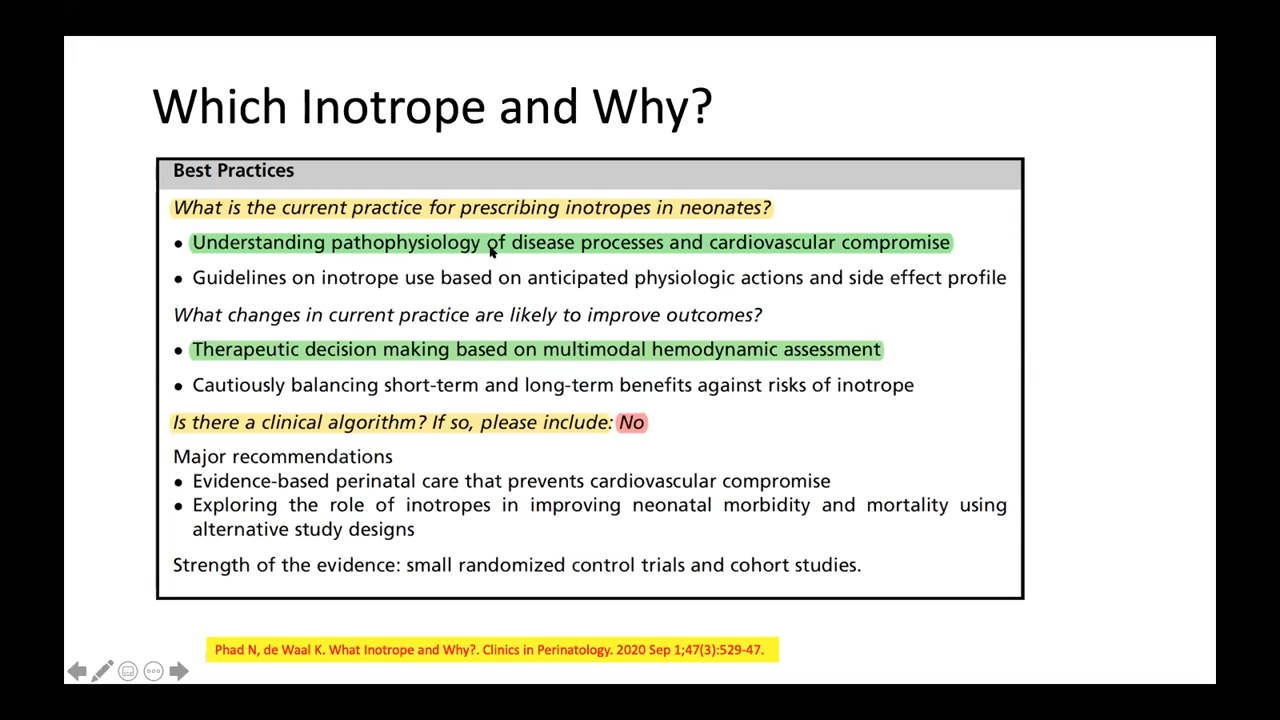 Which Inotrope and Why?
Best Practices
What is the current practice for prescribing inotropes in neonates?
• Understanding pathophysiology of disease processes and cardiovascular compromise
• Guidelines on inotrope use based on anticipated physiologic actions and side effect profile
What changes in current practice are likely to improve outcomes?
• Therapeutic decision making based on multimodal hemodynamic assessment
• Cautiously balancing short-term and long-term benefits against risks of inotrope
Is there a clinical algorithm? If so, please include: No
Major recommendations
• Evidence-based perinatal care that prevents cardiovascular compromise
• Exploring the role of inotropes in improving neonatal morbidity and mortality using
alternative study designs
Strength of the evidence: small randomized control trials and cohort studies.
Phad N, de Waal K. What Inotrope and Why?. Clinics in Perinatology. 2020 Sep 1;47(3):529-47.